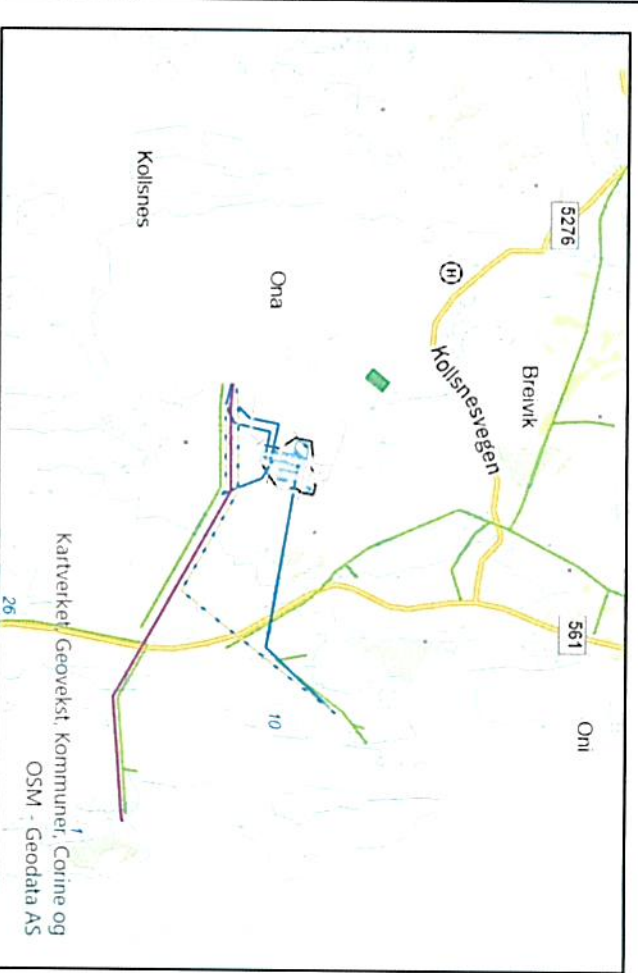 Oni
561
5276
Breivik
H
Kollsnesvegen
Ona
10
Kollsnes
26
1
Kartverket, Geovekst, Kommuner, Corine og
OSM - Geodata AS